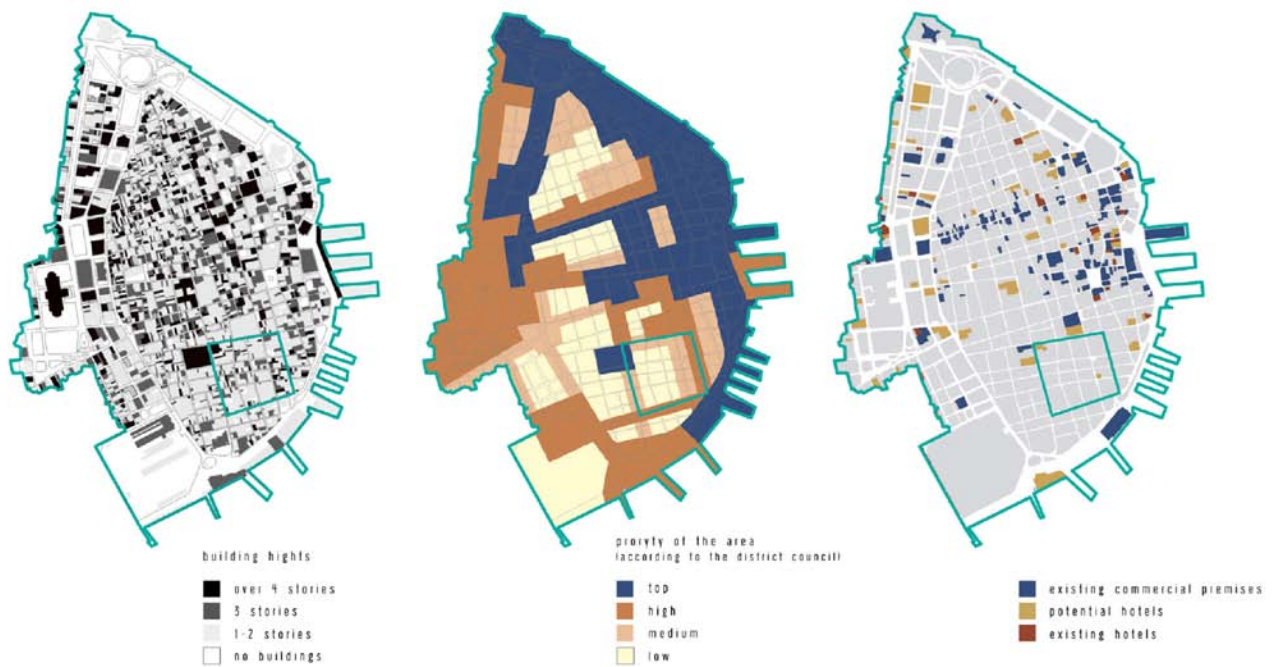 building hights
over 4 stories
3 stories
1-2 stories
no buildings
proryty of the area
(according to the district council)
top
high
medium
low
existing commercial premises
potential hotels
existing hotels